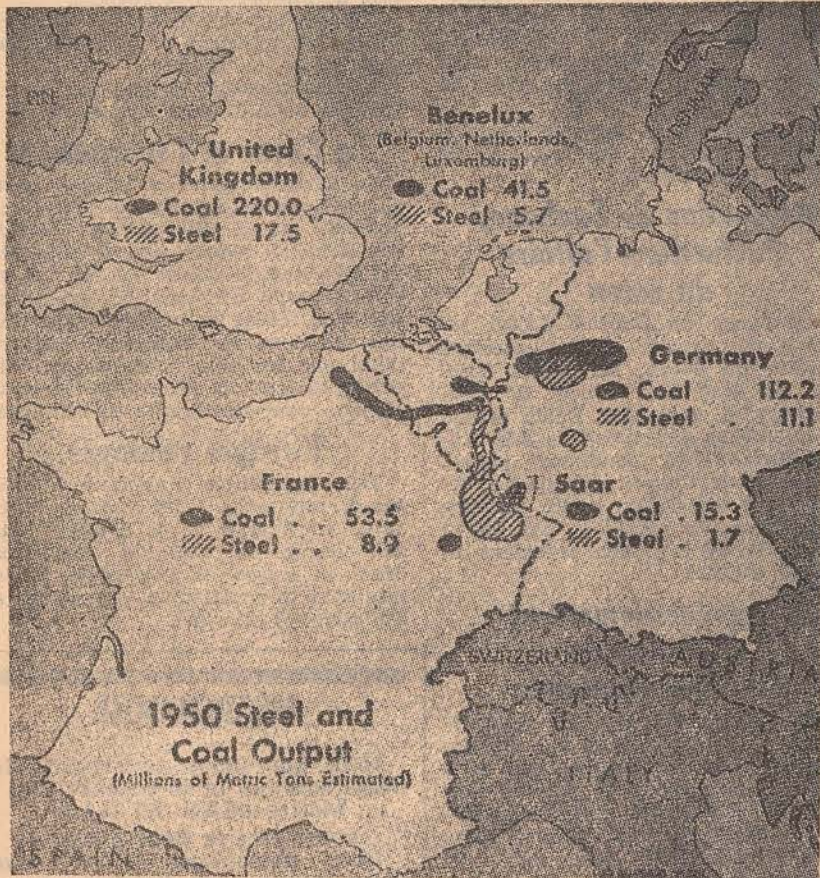 EIRE
DENMARK
United
Kingdom
Coal 220.0
Steel 17.5
Benelux
(Belgium, Netherlands,
Luxemburg)
Coal 41.5
Steel 5.7
Germany
Coal 112.2
Steel . 11.1
France
Coal . . 53.5
Steel . . 8.9
Saar
Coal . 15.3
Steel . 1.7
SWITZERLAND
AUSTRIA
ITALY
1950 Steel and
Coal Output
(Millions of Metric Tons Estimated)
SPAIN